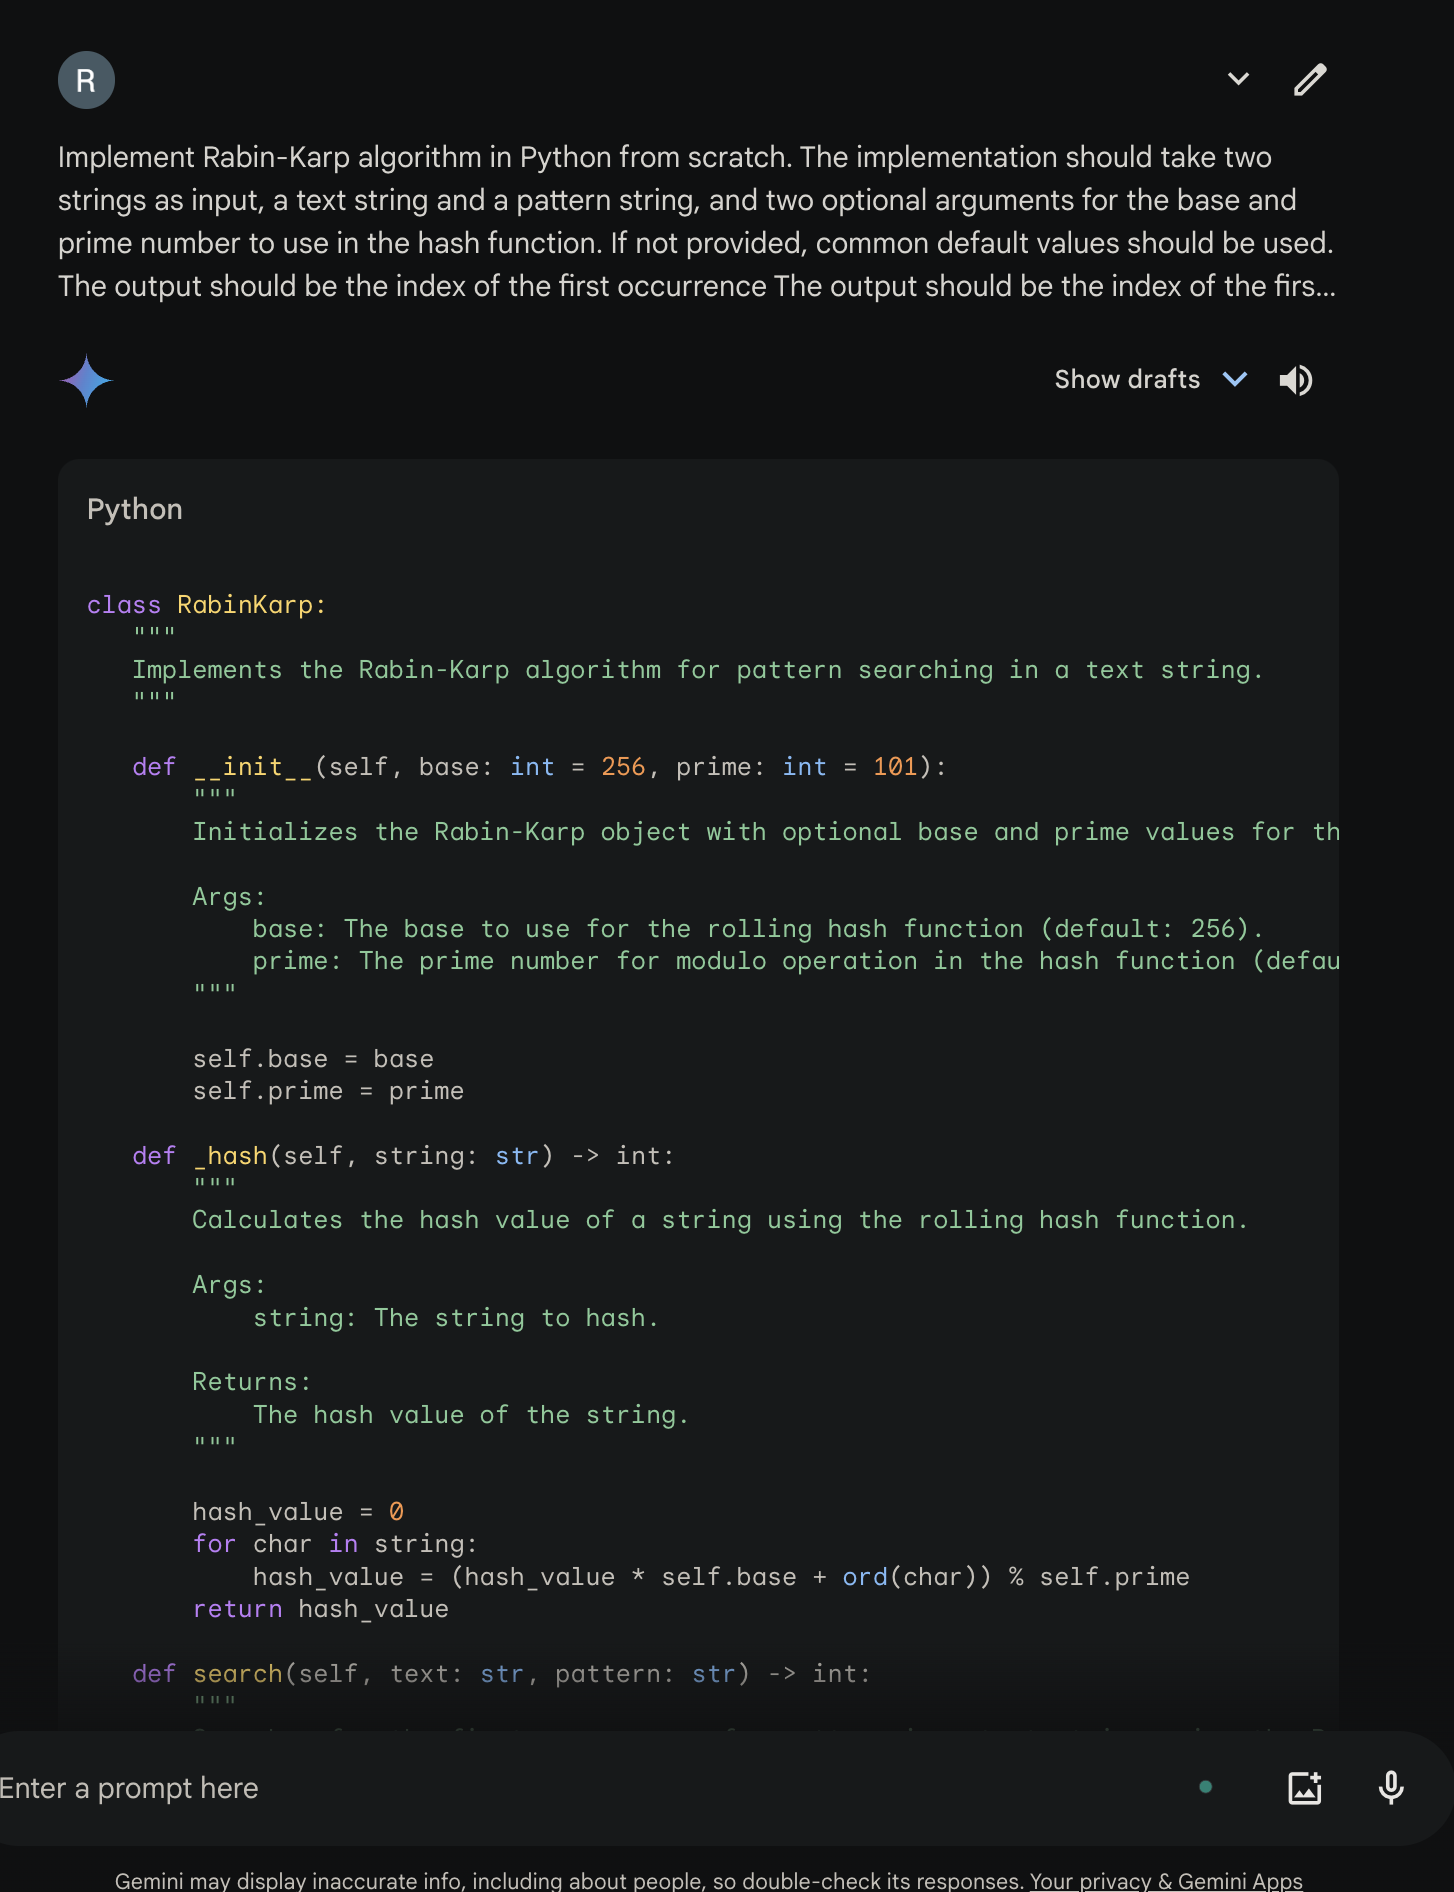 R
Implement Rabin-Karp algorithm in Python from scratch. The implementation should take two
strings as input, a text string and a pattern string, and two optional arguments for the base and
prime number to use in the hash function. If not provided, common default values should be used.
The output should be the index of the first occurrence The output should be the index of the firs...
Show drafts
Python
class RabinKarp:
"""
Implements the Rabin-Karp algorithm for pattern searching in a text string.
"""
def __init__(self, base: int = 256, prime: int = 101):
"""
Initializes the Rabin-Karp object with optional base and prime values for th
Args:
base: The base to use for the rolling hash function (default: 256).
prime: The prime number for modulo operation in the hash function (defau
"""
self.base = base
self.prime = prime
def _hash(self, string: str) -> int:
"""
Calculates the hash value of a string using the rolling hash function.
Args:
string: The string to hash.
Returns:
The hash value of the string.
"""
hash_value = 0
for char in string:
hash_value = (hash_value * self.base + ord(char)) % self.prime
return hash_value
def search(self, text: str, pattern: str) -> int:
"""
Enter a prompt here
Gemini may display inaccurate info, including about people, so double-check its responses. Your privacy & Gemini Apps